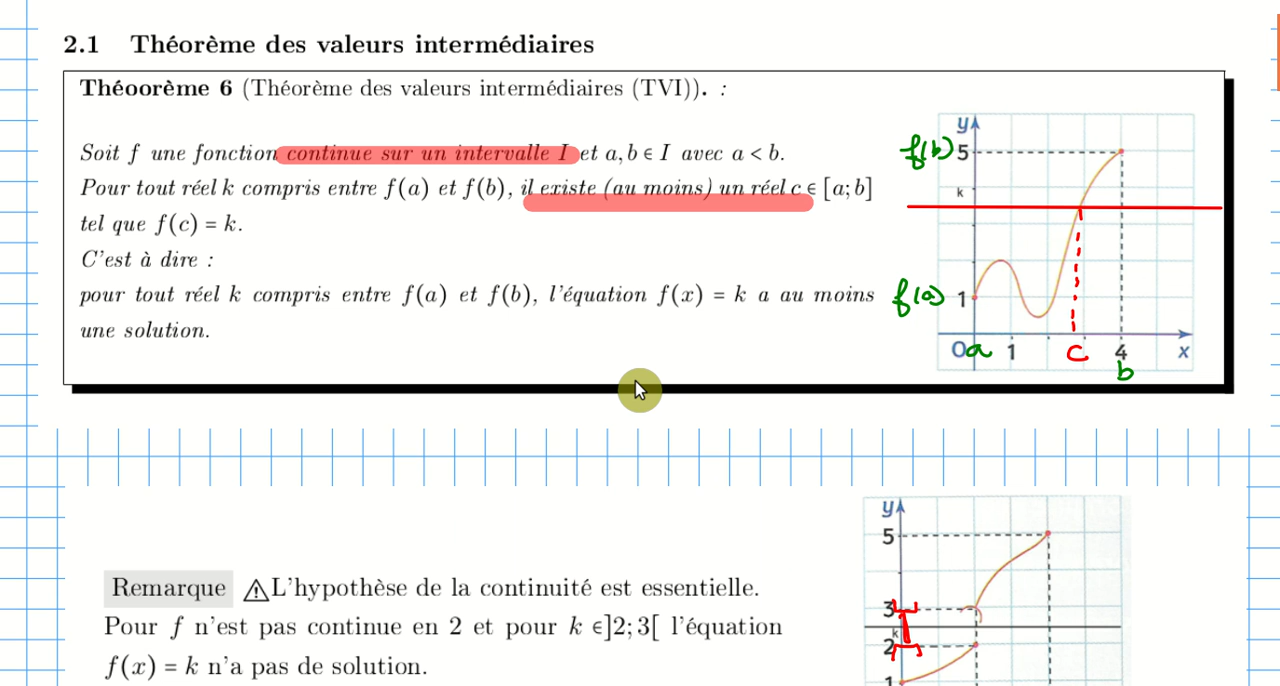 2.1 Théorème des valeurs intermédiaires
Théoorème 6 (Théorème des valeurs intermédiaires (TVI)). :
Soit f une fonction continue sur un intervalle I et a, b ∈ I avec a < b.
Pour tout réel k compris entre f(a) et f(b), il existe (au moins) un réel c ∈ [a; b]
tel que f(c) = k.
C'est à dire :
pour tout réel k compris entre f(a) et f(b), l'équation f(x) = k a au moins
une solution.
y
f(b) 5
k
f(a) 1
0 a 1 c 4 x
b
Remarque ⚠L'hypothèse de la continuité est essentielle.
Pour f n'est pas continue en 2 et pour k ∈]2; 3[ l'équation
f(x) = k n'a pas de solution.
y
5
3
k
2
1